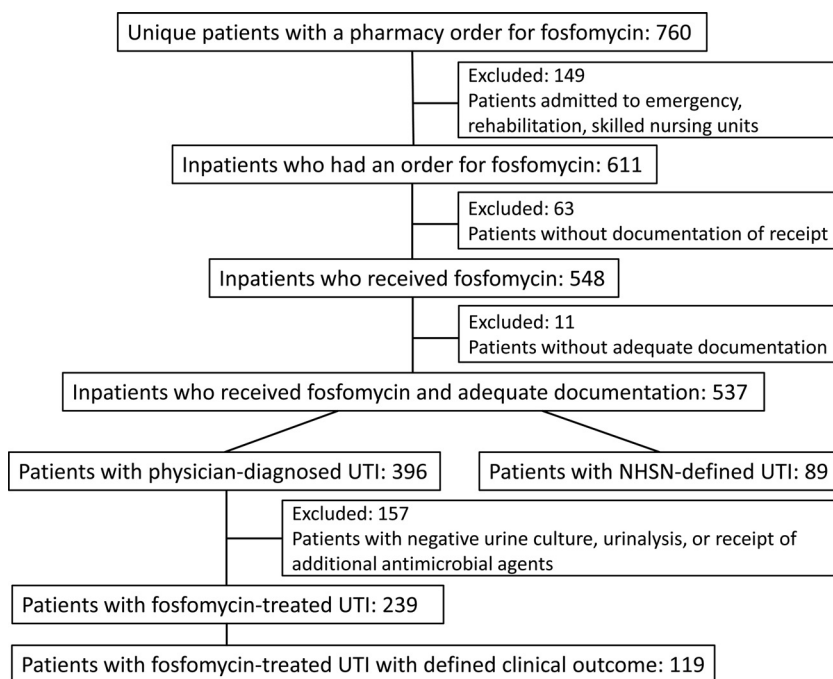 Unique patients with a pharmacy order for fosfomycin: 760
Excluded: 149
Patients admitted to emergency,
rehabilitation, skilled nursing units
Inpatients who had an order for fosfomycin: 611
Excluded: 63
Patients without documentation of receipt
Inpatients who received fosfomycin: 548
Excluded: 11
Patients without adequate documentation
Inpatients who received fosfomycin and adequate documentation: 537
Patients with physician-diagnosed UTI: 396
Patients with NHSN-defined UTI: 89
Excluded: 157
Patients with negative urine culture, urinalysis, or receipt of
additional antimicrobial agents
Patients with fosfomycin-treated UTI: 239
Patients with fosfomycin-treated UTI with defined clinical outcome: 119